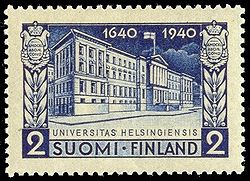 1640 1940
UNIVERSITAS HELSINGIENSIS
2 SUOMI·FINLAND 2